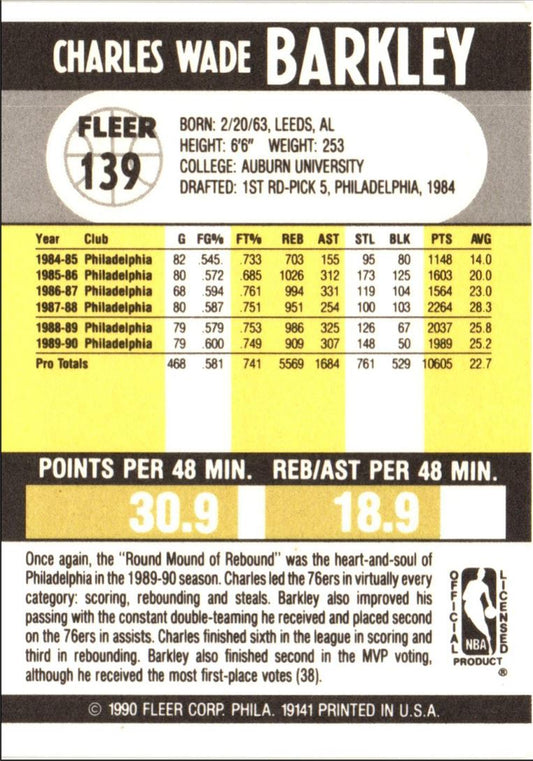 CHARLES WADE BARKLEY
FLEER
139
BORN: 2/20/63, LEEDS, AL
HEIGHT: 6'6" WEIGHT: 253
COLLEGE: AUBURN UNIVERSITY
DRAFTED: 1ST RD-PICK 5, PHILADELPHIA, 1984
Year Club G FG% FT% REB AST STL BLK PTS AVG
1984-85 Philadelphia 82 .545 .733 703 155 95 80 1148 14.0
1985-86 Philadelphia 80 .572 .685 1026 312 173 125 1603 20.0
1986-87 Philadelphia 68 .594 .761 994 331 119 104 1564 23.0
1987-88 Philadelphia 80 .587 .751 951 254 100 103 2264 28.3
1988-89 Philadelphia 79 .579 .753 986 325 126 67 2037 25.8
1989-90 Philadelphia 79 .600 .749 909 307 148 50 1989 25.2
Pro Totals 468 .581 .741 5569 1684 761 529 10605 22.7
POINTS PER 48 MIN. REB/AST PER 48 MIN.
30.9 18.9
Once again, the "Round Mound of Rebound" was the heart-and-soul of
Philadelphia in the 1989-90 season. Charles led the 76ers in virtually every
category: scoring, rebounding and steals. Barkley also improved his
passing with the constant double-teaming he received and placed second
on the 76ers in assists. Charles finished sixth in the league in scoring and
third in rebounding. Barkley also finished second in the MVP voting,
although he received the most first-place votes (38).
OFFICIAL
LICENSED
NBA
PRODUCT
®
© 1990 FLEER CORP. PHILA. 19141 PRINTED IN U.S.A.